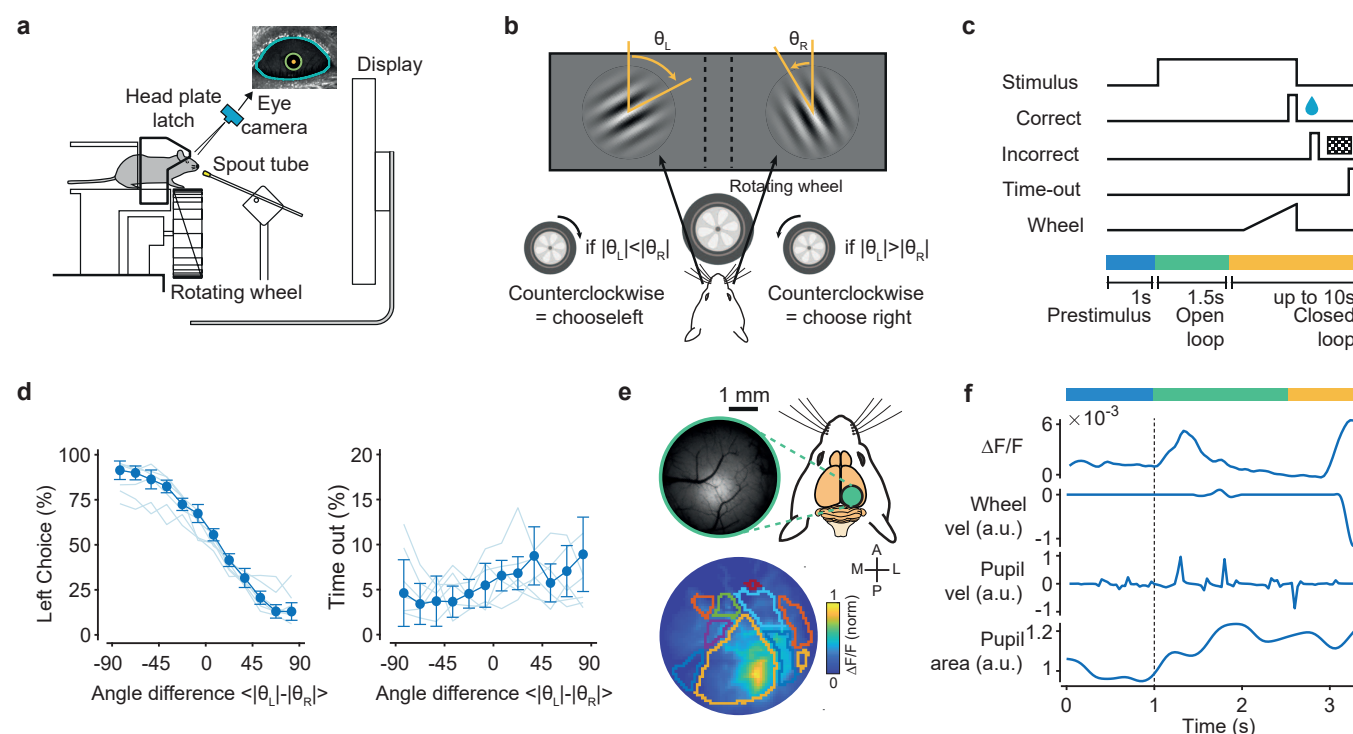 a
Display
Head plate
latch
Eye
camera
Spout tube
Rotating wheel
b
θL
θR
Rotating wheel
if |θL|<|θR|
if |θL|>|θR|
Counterclockwise
= chooseleft
Counterclockwise
= choose right
c
Stimulus
Correct
Incorrect
Time-out
Wheel
1s
1.5s
up to 10s
Prestimulus
Open
loop
Closed
loop
d
100
75
50
25
0
Left Choice (%)
-90
-45
0
45
90
Angle difference <|θL|-|θR|>
20
15
10
5
0
Time out (%)
-90
-45
0
45
90
Angle difference <|θL|-|θR|>
e
1 mm
A
M
L
P
1
0
ΔF/F (norm)
f
×10-3
6
0
ΔF/F
0
-1
Wheel
vel (a.u.)
1
0
-1
Pupil
vel (a.u.)
1.2
1
Pupil
area (a.u.)
0
1
2
3
Time (s)